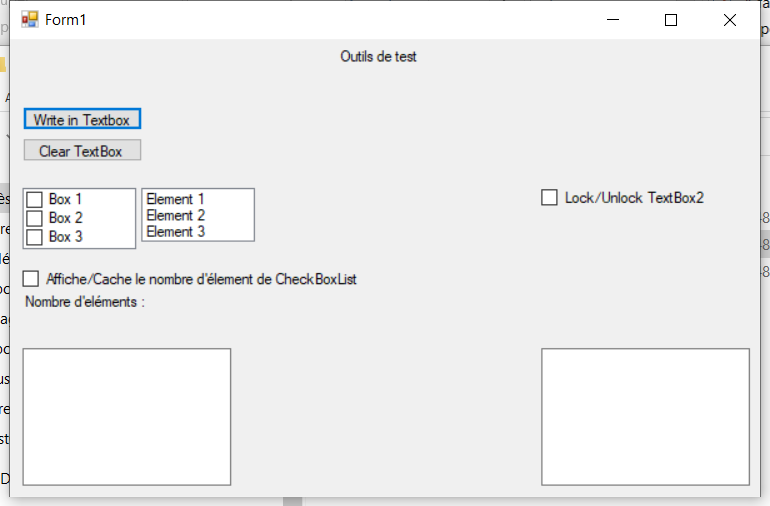 Form1
Outils de test
Write in Textbox
Clear TextBox
Box 1
Box 2
Box 3
Element 1
Element 2
Element 3
Lock/Unlock TextBox2
Affiche/Cache le nombre d'élement de CheckBoxList
Nombre d'eléments :